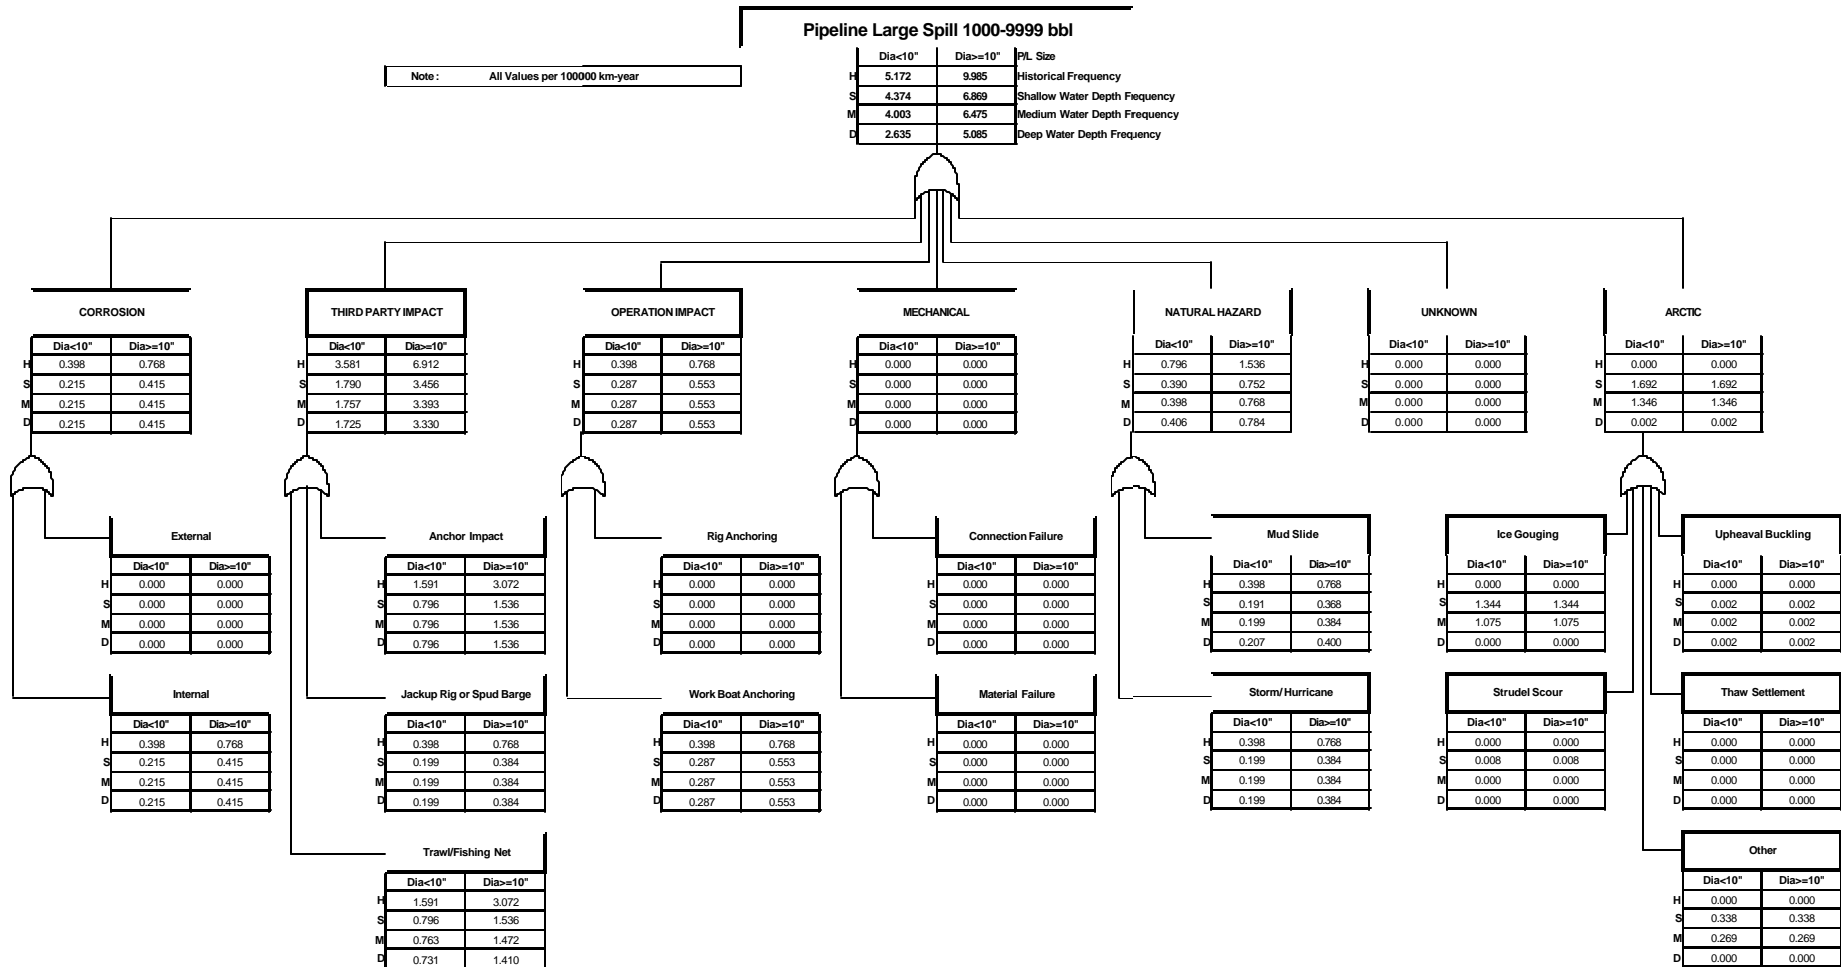 Pipeline Large Spill 1000-9999 bbl
Note : All Values per 100000 km-year
Dia<10" Dia>=10" P/L Size
H 5.172 9.985 Historical Frequency
S 4.374 6.869 Shallow Water Depth Frequency
M 4.003 6.475 Medium Water Depth Frequency
D 2.635 5.085 Deep Water Depth Frequency
CORROSION
Dia<10" Dia>=10"
H 0.398 0.768
S 0.215 0.415
M 0.215 0.415
D 0.215 0.415
THIRD PARTY IMPACT
Dia<10" Dia>=10"
H 3.581 6.912
S 1.790 3.456
M 1.757 3.393
D 1.725 3.330
OPERATION IMPACT
Dia<10" Dia>=10"
H 0.398 0.768
S 0.287 0.553
M 0.287 0.553
D 0.287 0.553
MECHANICAL
Dia<10" Dia>=10"
H 0.000 0.000
S 0.000 0.000
M 0.000 0.000
D 0.000 0.000
NATURAL HAZARD
Dia<10" Dia>=10"
H 0.796 1.536
S 0.390 0.752
M 0.398 0.768
D 0.406 0.784
UNKNOWN
Dia<10" Dia>=10"
H 0.000 0.000
S 0.000 0.000
M 0.000 0.000
D 0.000 0.000
ARCTIC
Dia<10" Dia>=10"
H 0.000 0.000
S 1.692 1.692
M 1.346 1.346
D 0.002 0.002
External
Dia<10" Dia>=10"
H 0.000 0.000
S 0.000 0.000
M 0.000 0.000
D 0.000 0.000
Anchor Impact
Dia<10" Dia>=10"
H 1.591 3.072
S 0.796 1.536
M 0.796 1.536
D 0.796 1.536
Rig Anchoring
Dia<10" Dia>=10"
H 0.000 0.000
S 0.000 0.000
M 0.000 0.000
D 0.000 0.000
Connection Failure
Dia<10" Dia>=10"
H 0.000 0.000
S 0.000 0.000
M 0.000 0.000
D 0.000 0.000
Mud Slide
Dia<10" Dia>=10"
H 0.398 0.768
S 0.191 0.368
M 0.199 0.384
D 0.207 0.400
Ice Gouging
Dia<10" Dia>=10"
H 0.000 0.000
S 1.344 1.344
M 1.075 1.075
D 0.000 0.000
Upheaval Buckling
Dia<10" Dia>=10"
H 0.000 0.000
S 0.002 0.002
M 0.002 0.002
D 0.002 0.002
Internal
Dia<10" Dia>=10"
H 0.398 0.768
S 0.215 0.415
M 0.215 0.415
D 0.215 0.415
Jackup Rig or Spud Barge
Dia<10" Dia>=10"
H 0.398 0.768
S 0.199 0.384
M 0.199 0.384
D 0.199 0.384
Work Boat Anchoring
Dia<10" Dia>=10"
H 0.398 0.768
S 0.287 0.553
M 0.287 0.553
D 0.287 0.553
Material Failure
Dia<10" Dia>=10"
H 0.000 0.000
S 0.000 0.000
M 0.000 0.000
D 0.000 0.000
Storm/ Hurricane
Dia<10" Dia>=10"
H 0.398 0.768
S 0.199 0.384
M 0.199 0.384
D 0.199 0.384
Strudel Scour
Dia<10" Dia>=10"
H 0.000 0.000
S 0.008 0.008
M 0.000 0.000
D 0.000 0.000
Thaw Settlement
Dia<10" Dia>=10"
H 0.000 0.000
S 0.000 0.000
M 0.000 0.000
D 0.000 0.000
Trawl/Fishing Net
Dia<10" Dia>=10"
H 1.591 3.072
S 0.796 1.536
M 0.763 1.472
D 0.731 1.410
Other
Dia<10" Dia>=10"
H 0.000 0.000
S 0.338 0.338
M 0.269 0.269
D 0.000 0.000